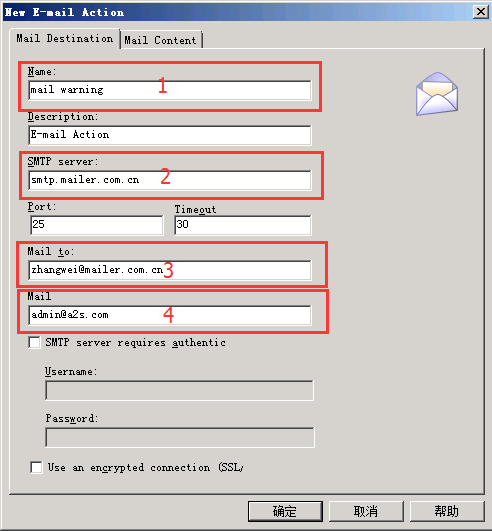 New E-mail Action
Mail Destination Mail Content
Name:
mail warning 1
Description:
E-mail Action
SMTP server:
smtp.mailer.com.cn 2
Port: Timeout
25 30
Mail to:
zhangwei@mailer.com.cn 3
Mail
admin@a2s.com 4
SMTP server requires authentic
Username:
Password:
Use an encrypted connection (SSL/
确定 取消 帮助